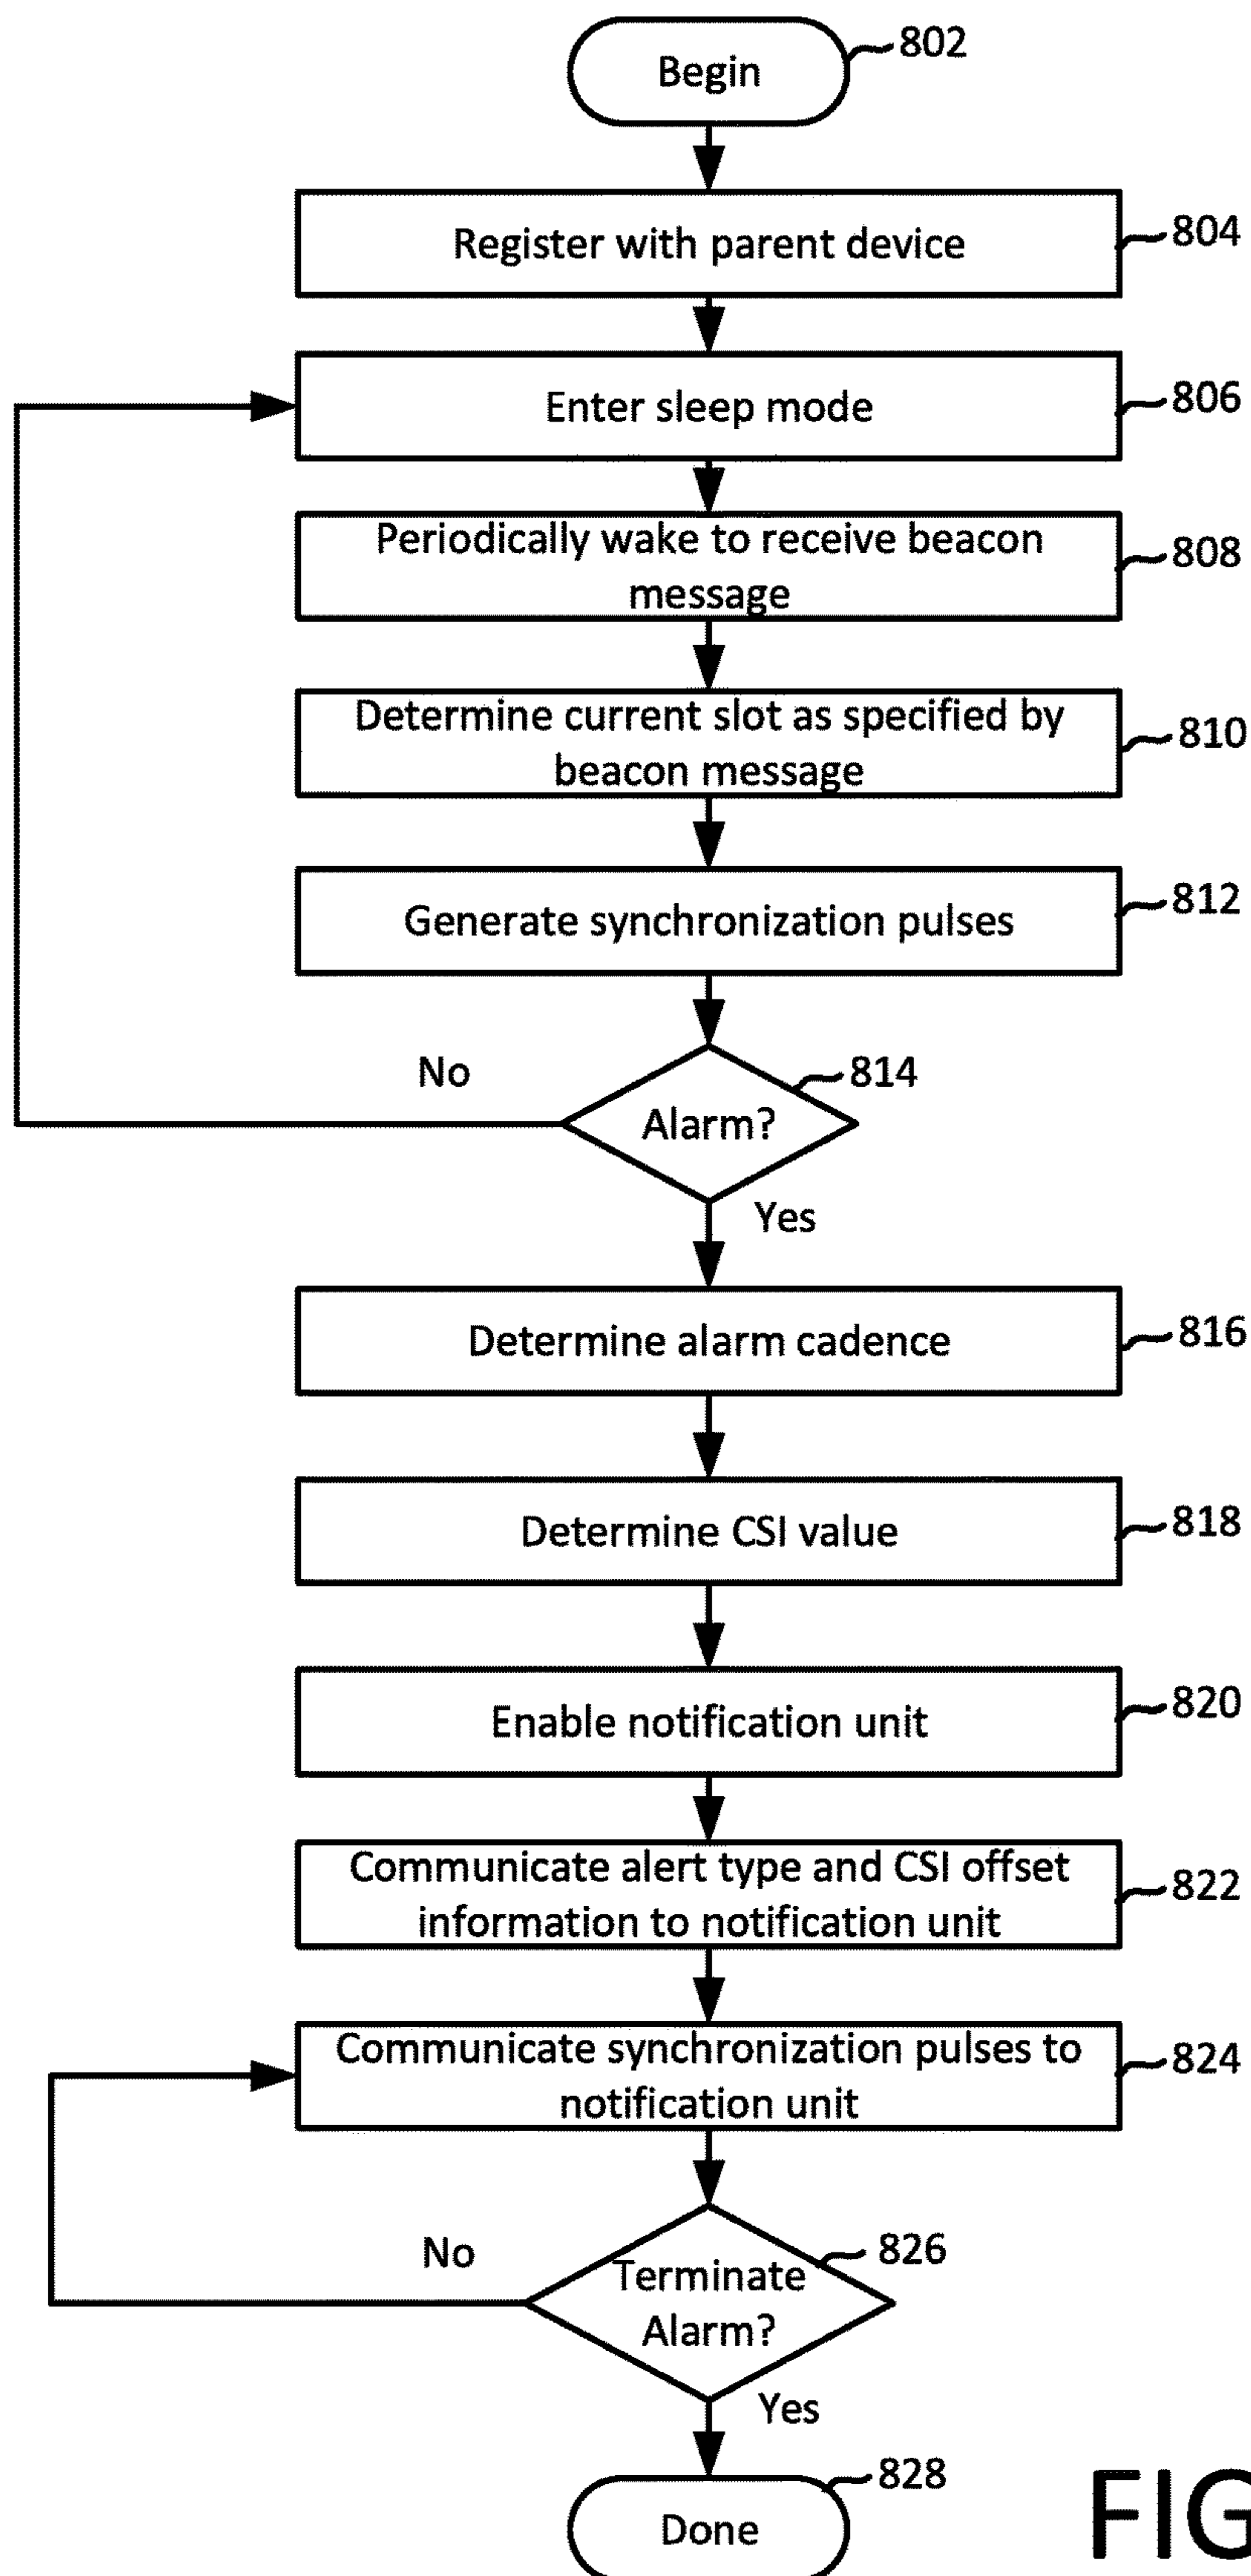 Begin
802
Register with parent device
804
Enter sleep mode
806
Periodically wake to receive beacon
message
808
Determine current slot as specified by
beacon message
810
Generate synchronization pulses
812
No
814
Alarm?
Yes
Determine alarm cadence
816
Determine CSI value
818
Enable notification unit
820
Communicate alert type and CSI offset
information to notification unit
822
Communicate synchronization pulses to
notification unit
824
No
826
Terminate
Alarm?
Yes
828
Done
FIG